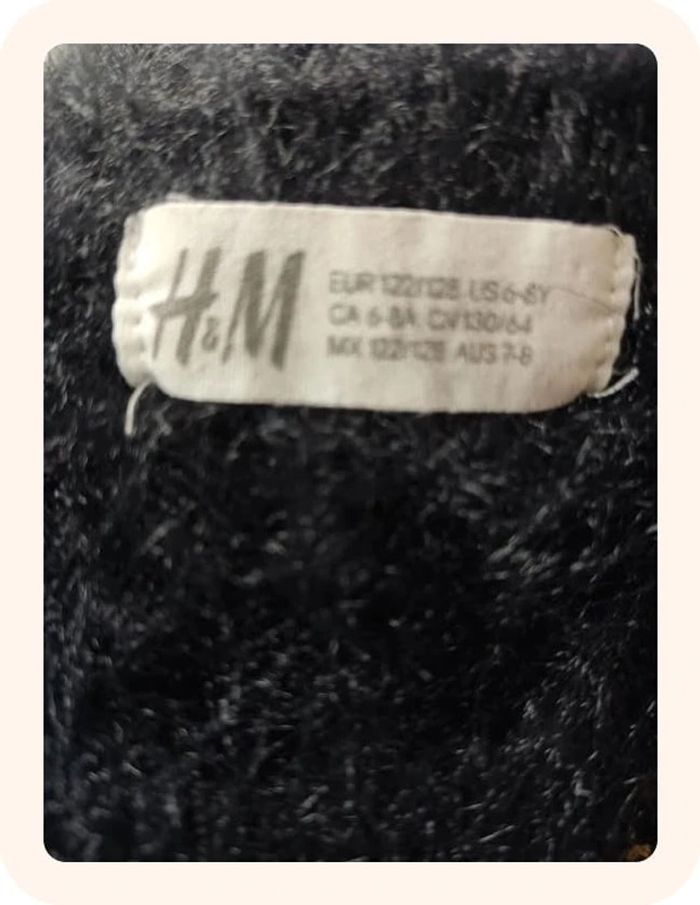 H&M
EUR 122/128 US 6-8Y
CA 6-8A CN 130/64
MX 122/128 AUS 7-8